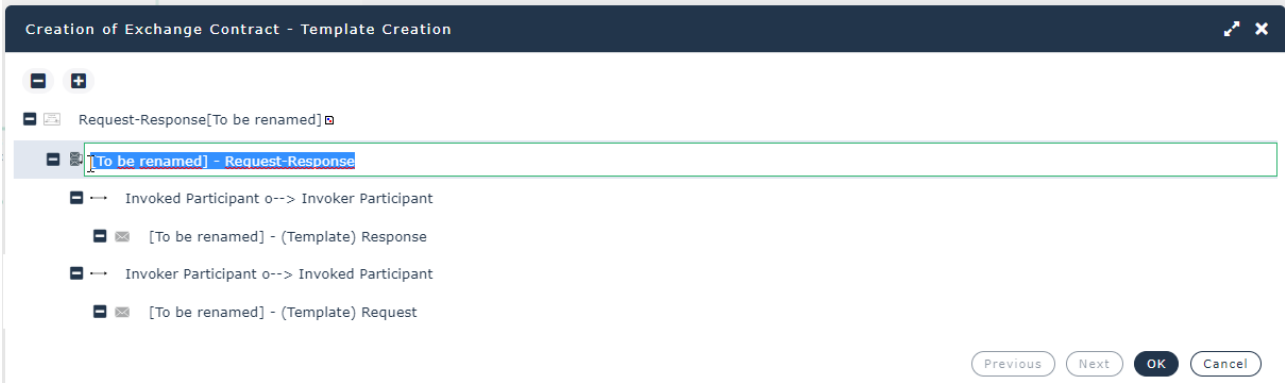 Creation of Exchange Contract - Template Creation
Request-Response[To be renamed]
[To be renamed] - Request-Response
Invoked Participant o--> Invoker Participant
[To be renamed] - (Template) Response
Invoker Participant o--> Invoked Participant
[To be renamed] - (Template) Request
Previous Next OK Cancel